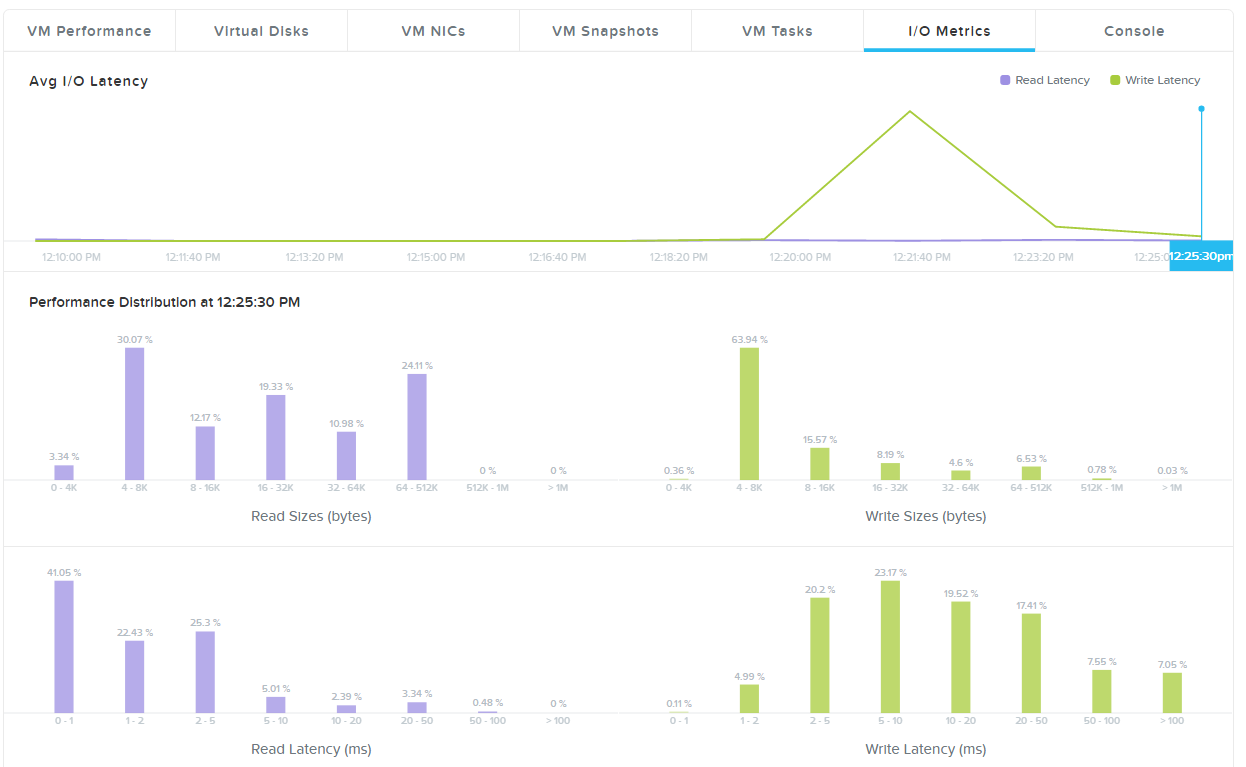 VM Performance Virtual Disks VM NICs VM Snapshots VM Tasks I/O Metrics Console
Avg I/O Latency Read Latency Write Latency
12:10:00 PM 11:11:40 PM 12:13:20 PM 12:15:00 PM 12:16:40 PM 12:18:20 PM 12:20:00 PM 12:21:40 PM 12:23:20 PM 12:25:0 12:25:30pm
Performance Distribution at 12:25:30 PM
3.34 % 30.07 % 12.17 % 19.33 % 10.98 % 24.11 % 0 % 0 %
0 - 4K 4 - 8K 8 - 16K 16 - 32K 32 - 64K 64 - 512K 512K - 1M > 1M
Read Sizes (bytes)
0.36 % 63.94 % 15.57 % 8.19 % 4.6 % 6.53 % 0.78 % 0.03 %
0 - 4K 4 - 8K 8 - 16K 16 - 32K 32 - 64K 64 - 512K 512K - 1M > 1M
Write Sizes (bytes)
41.05 % 22.43 % 25.3 % 5.01 % 2.39 % 3.34 % 0.48 % 0 %
0 - 1 1 - 2 2 - 5 5 - 10 10 - 20 20 - 50 50 - 100 > 100
Read Latency (ms)
0.11 % 4.99 % 20.2 % 23.17 % 19.52 % 17.41 % 7.55 % 7.05 %
0 - 1 1 - 2 2 - 5 5 - 10 10 - 20 20 - 50 50 - 100 > 100
Write Latency (ms)